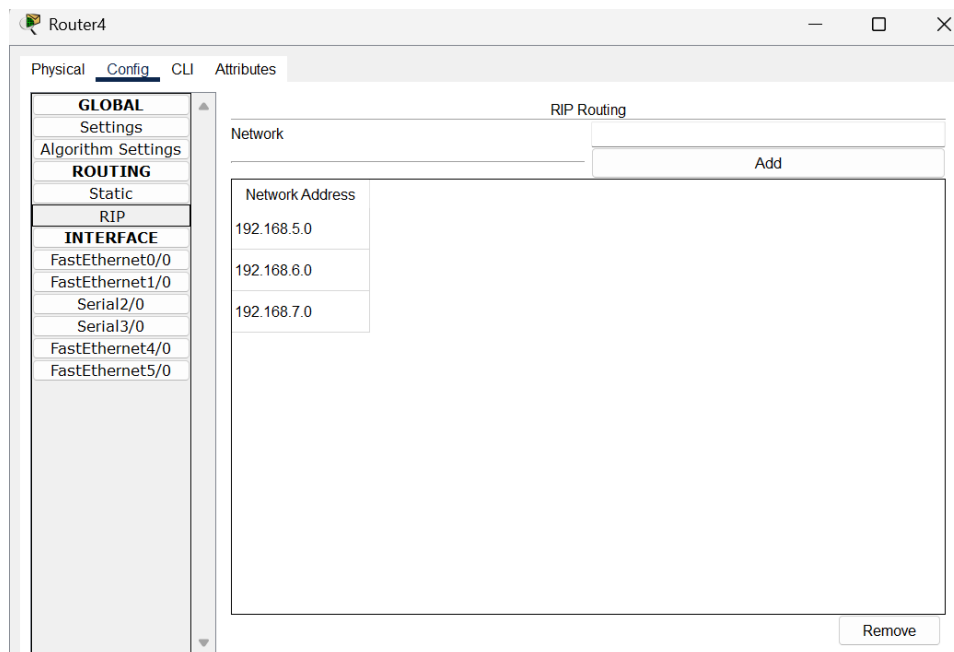 Router4
Physical Config CLI Attributes
GLOBAL
Settings
Algorithm Settings
ROUTING
Static
RIP
INTERFACE
FastEthernet0/0
FastEthernet1/0
Serial2/0
Serial3/0
FastEthernet4/0
FastEthernet5/0
RIP Routing
Network
Add
Network Address
192.168.5.0
192.168.6.0
192.168.7.0
Remove